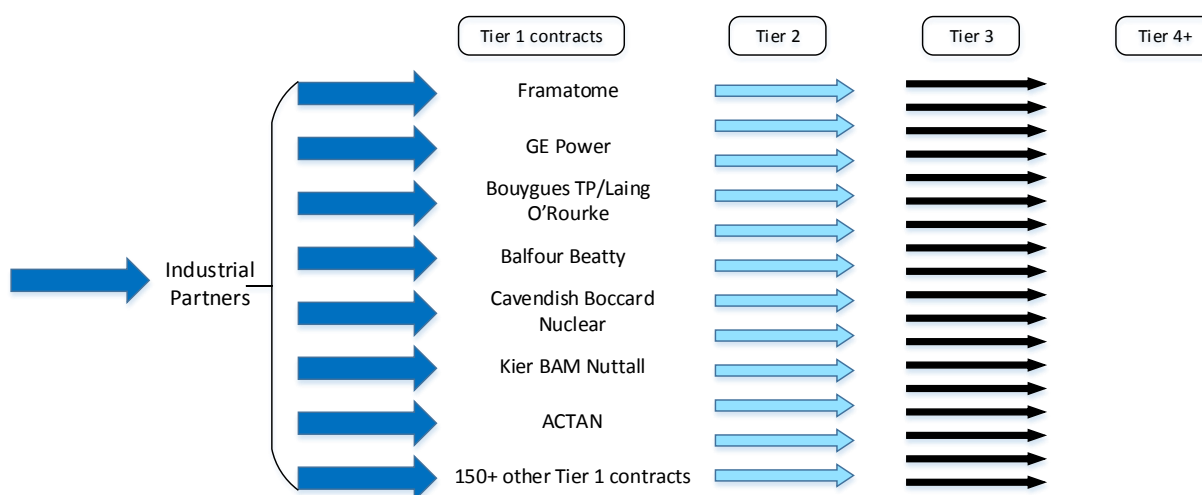 Tier 1 contracts
Tier 2
Tier 3
Tier 4+
Industrial
Partners
Framatome
GE Power
Bouygues TP/Laing
O’Rourke
Balfour Beatty
Cavendish Boccard
Nuclear
Kier BAM Nuttall
ACTAN
150+ other Tier 1 contracts